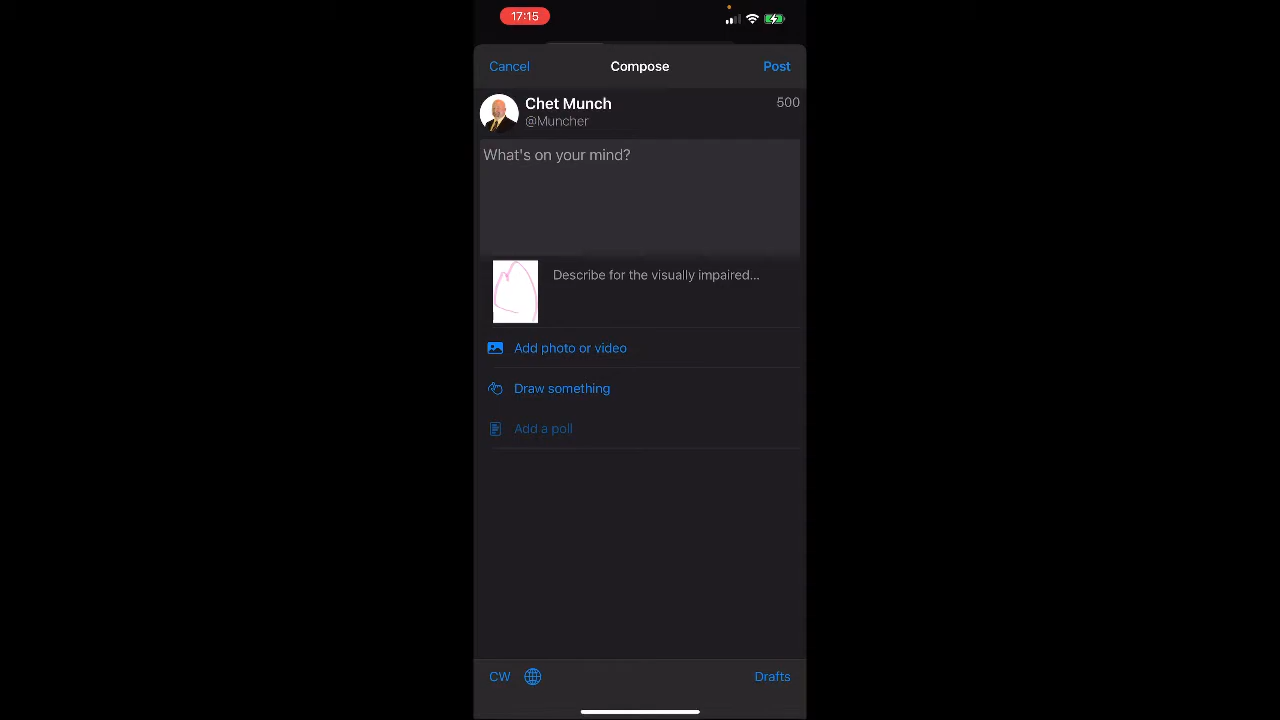 17:15
Cancel
Compose
Post
Chet Munch
500
@Muncher
What's on your mind?
Describe for the visually impaired...
Add photo or video
Draw something
Add a poll
CW
Drafts